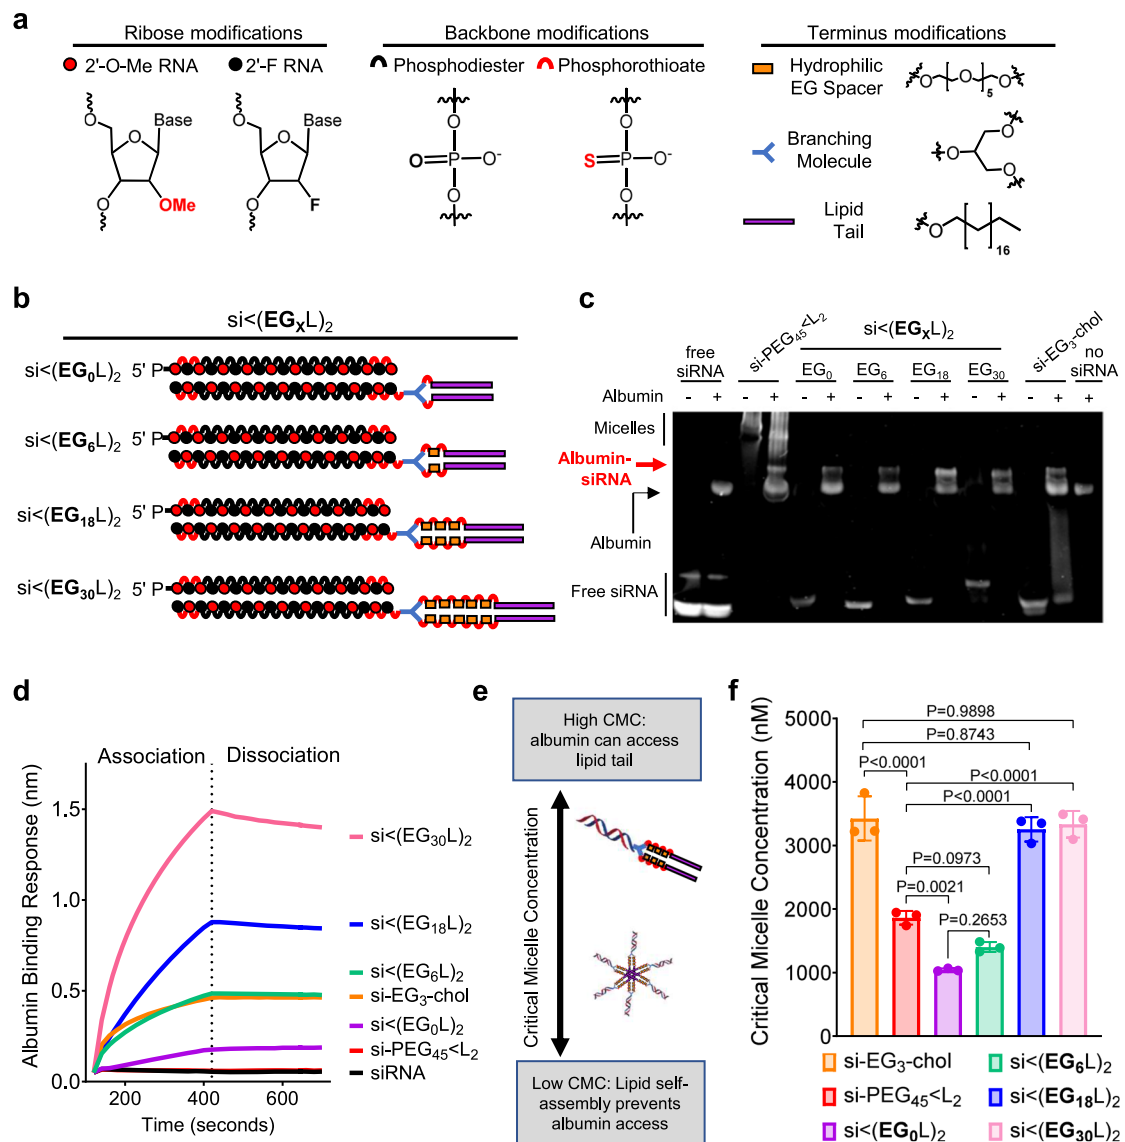 a
Ribose modifications
Backbone modifications
Terminus modifications
2'-O-Me RNA
2'-F RNA
Phosphodiester
Phosphorothioate
Hydrophilic
EG Spacer
Branching
Molecule
Lipid
Tail
O Base O OMe
O Base O F
O O P O- O
O S P O- O
O O O 5
O O O
O 16
b
si<(EGXL)2
si<(EG0L)2 5' P
si<(EG6L)2 5' P
si<(EG18L)2 5' P
si<(EG30L)2 5' P
c
free
siRNA
si-PEG45<L2
si<(EGXL)2
EG0 EG6 EG18 EG30
si-EG3-chol
no
siRNA
Albumin - + - + - + - + - + - + - + +
Micelles
Albumin-
siRNA
Albumin
Free siRNA
d
Association Dissociation
Albumin Binding Response (nm)
1.5
1.0
0.5
0.0
200 400 600
Time (seconds)
si<(EG30L)2
si<(EG18L)2
si<(EG6L)2
si-EG3-chol
si<(EG0L)2
si-PEG45<L2
siRNA
e
High CMC:
albumin can access
lipid tail
Critical Micelle Concentration
Low CMC: Lipid self-
assembly prevents
albumin access
f
Critical Micelle Concentration (nM)
5000
4000
3000
2000
1000
0
P=0.9898
P=0.8743
P<0.0001
P<0.0001
P<0.0001
P=0.0973
P=0.0021
P=0.2653
si-EG3-chol
si-PEG45<L2
si<(EG0L)2
si<(EG6L)2
si<(EG18L)2
si<(EG30L)2